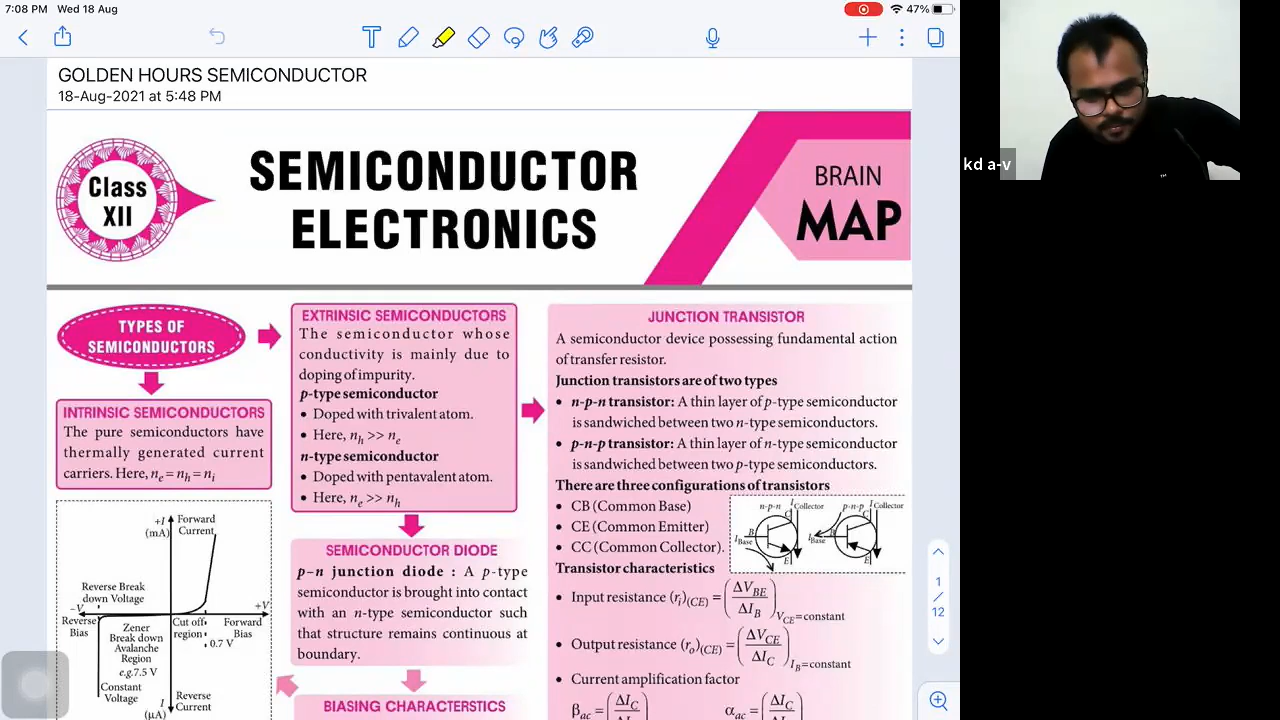 7:08 PM Wed 18 Aug
47%
GOLDEN HOURS SEMICONDUCTOR
18-Aug-2021 at 5:48 PM
Class
XII
SEMICONDUCTOR
ELECTRONICS
BRAIN
MAP
kd a-v
TYPES OF
SEMICONDUCTORS
INTRINSIC SEMICONDUCTORS
The pure semiconductors have
thermally generated current
carriers. Here, nₑ = nₕ = nᵢ
+I
(mA)
Forward
Current
Reverse Break
down Voltage
–V
+V
Reverse
Bias
Cut off
region
Forward
Bias
0.7 V
Zener
Break down
Avalanche
Region
e.g.7.5 V
Constant
Voltage
Reverse
Current
I
(μA)
EXTRINSIC SEMICONDUCTORS
The semiconductor whose
conductivity is mainly due to
doping of impurity.
p-type semiconductor
• Doped with trivalent atom.
• Here, nₕ >> nₑ
n-type semiconductor
• Doped with pentavalent atom.
• Here, nₑ >> nₕ
SEMICONDUCTOR DIODE
p–n junction diode : A p-type
semiconductor is brought into contact
with an n-type semiconductor such
that structure remains continuous at
boundary.
BIASING CHARACTERSTICS
JUNCTION TRANSISTOR
A semiconductor device possessing fundamental action
of transfer resistor.
Junction transistors are of two types
• n-p-n transistor: A thin layer of p-type semiconductor
is sandwiched between two n-type semiconductors.
• p-n-p transistor: A thin layer of n-type semiconductor
is sandwiched between two p-type semiconductors.
There are three configurations of transistors
• CB (Common Base)
• CE (Common Emitter)
• CC (Common Collector).
n-p-n I Collector p-n-p I Collector
C C
B B
I Base I Base
E E
Transistor characteristics
• Input resistance (rᵢ)(CE) = (ΔV_BE / ΔI_B) V_CE = constant
• Output resistance (rₒ)(CE) = (ΔV_CE / ΔI_C) I_B = constant
• Current amplification factor
β_ac = (ΔI_C α_ac = (ΔI_C
1
12